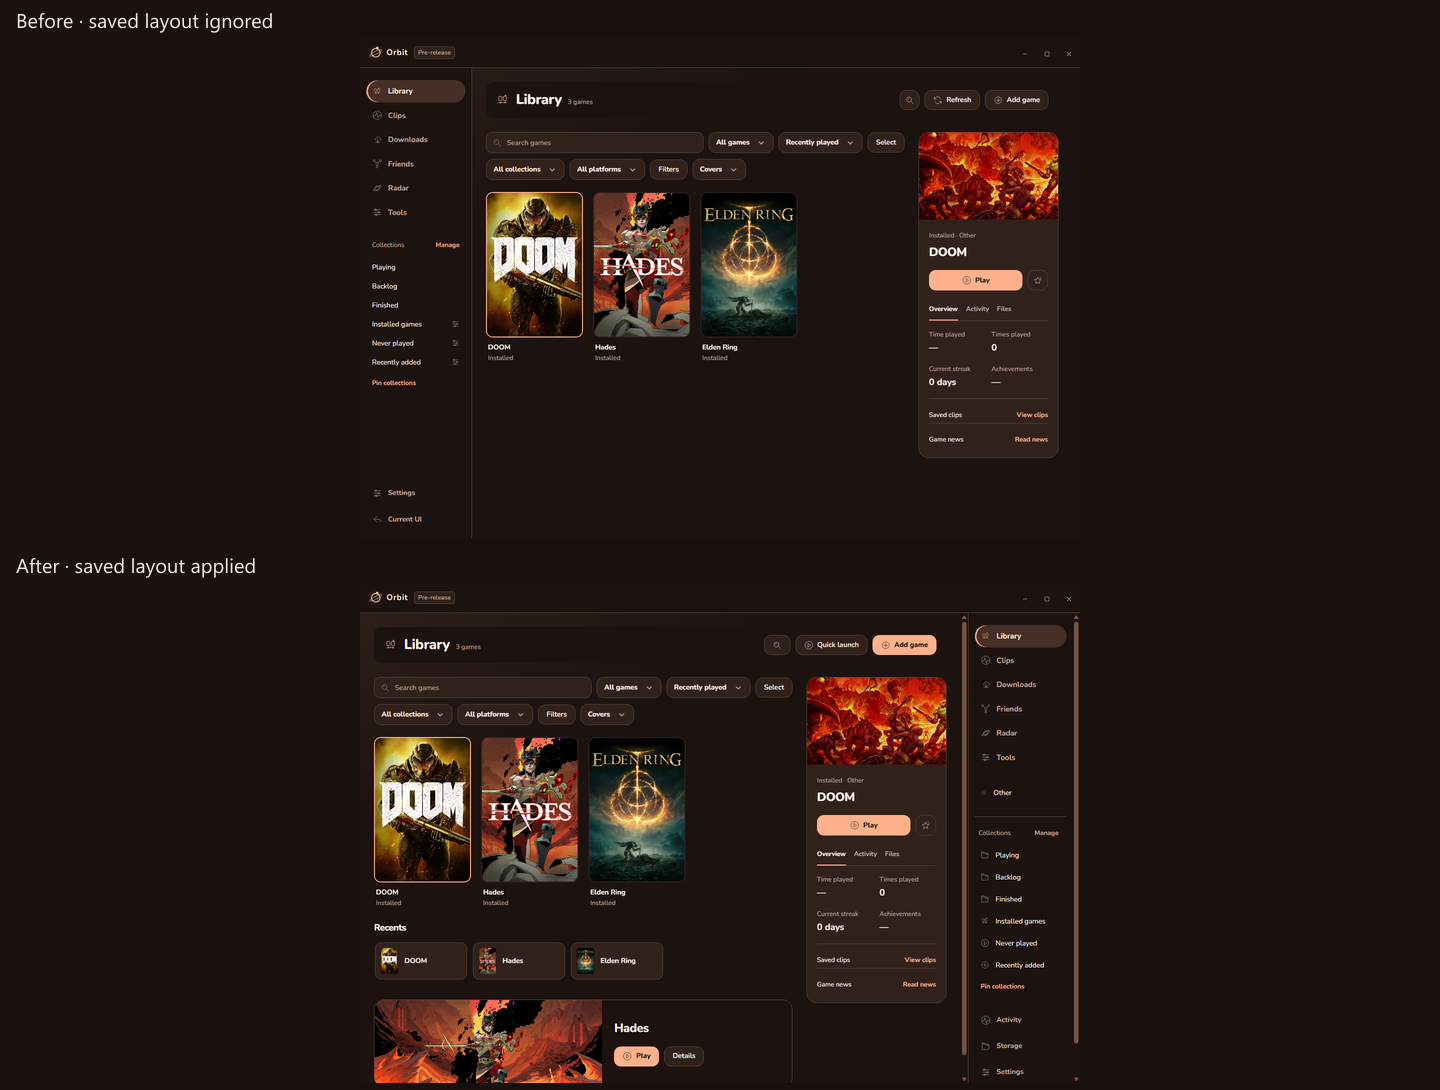 Before · saved layout ignored
Orbit Pre-release
Library
Clips
Downloads
Friends
Radar
Tools
Collections Manage
Playing
Backlog
Finished
Installed games
Never played
Recently added
Pin collections
Settings
Current UI
Library 3 games
Refresh Add game
Search games All games Recently played Select
All collections All platforms Filters Covers
DOOM
HADES
ELDEN RING
DOOM Hades Elden Ring
Installed Installed Installed
Installed · Other
DOOM
Play
Overview Activity Files
Time played Times played
— 0
Current streak Achievements
0 days —
Saved clips View clips
Game news Read news
After · saved layout applied
Orbit Pre-release
Library 3 games
Quick launch Add game
Search games All games Recently played Select
All collections All platforms Filters Covers
DOOM
HADES
ELDEN RING
DOOM Hades Elden Ring
Installed Installed Installed
Recents
DOOM Hades Elden Ring
Hades
Play Details
Installed · Other
DOOM
Play
Overview Activity Files
Time played Times played
— 0
Current streak Achievements
0 days —
Saved clips View clips
Game news Read news
Library
Clips
Downloads
Friends
Radar
Tools
Other
Collections Manage
Playing
Backlog
Finished
Installed games
Never played
Recently added
Pin collections
Activity
Storage
Settings